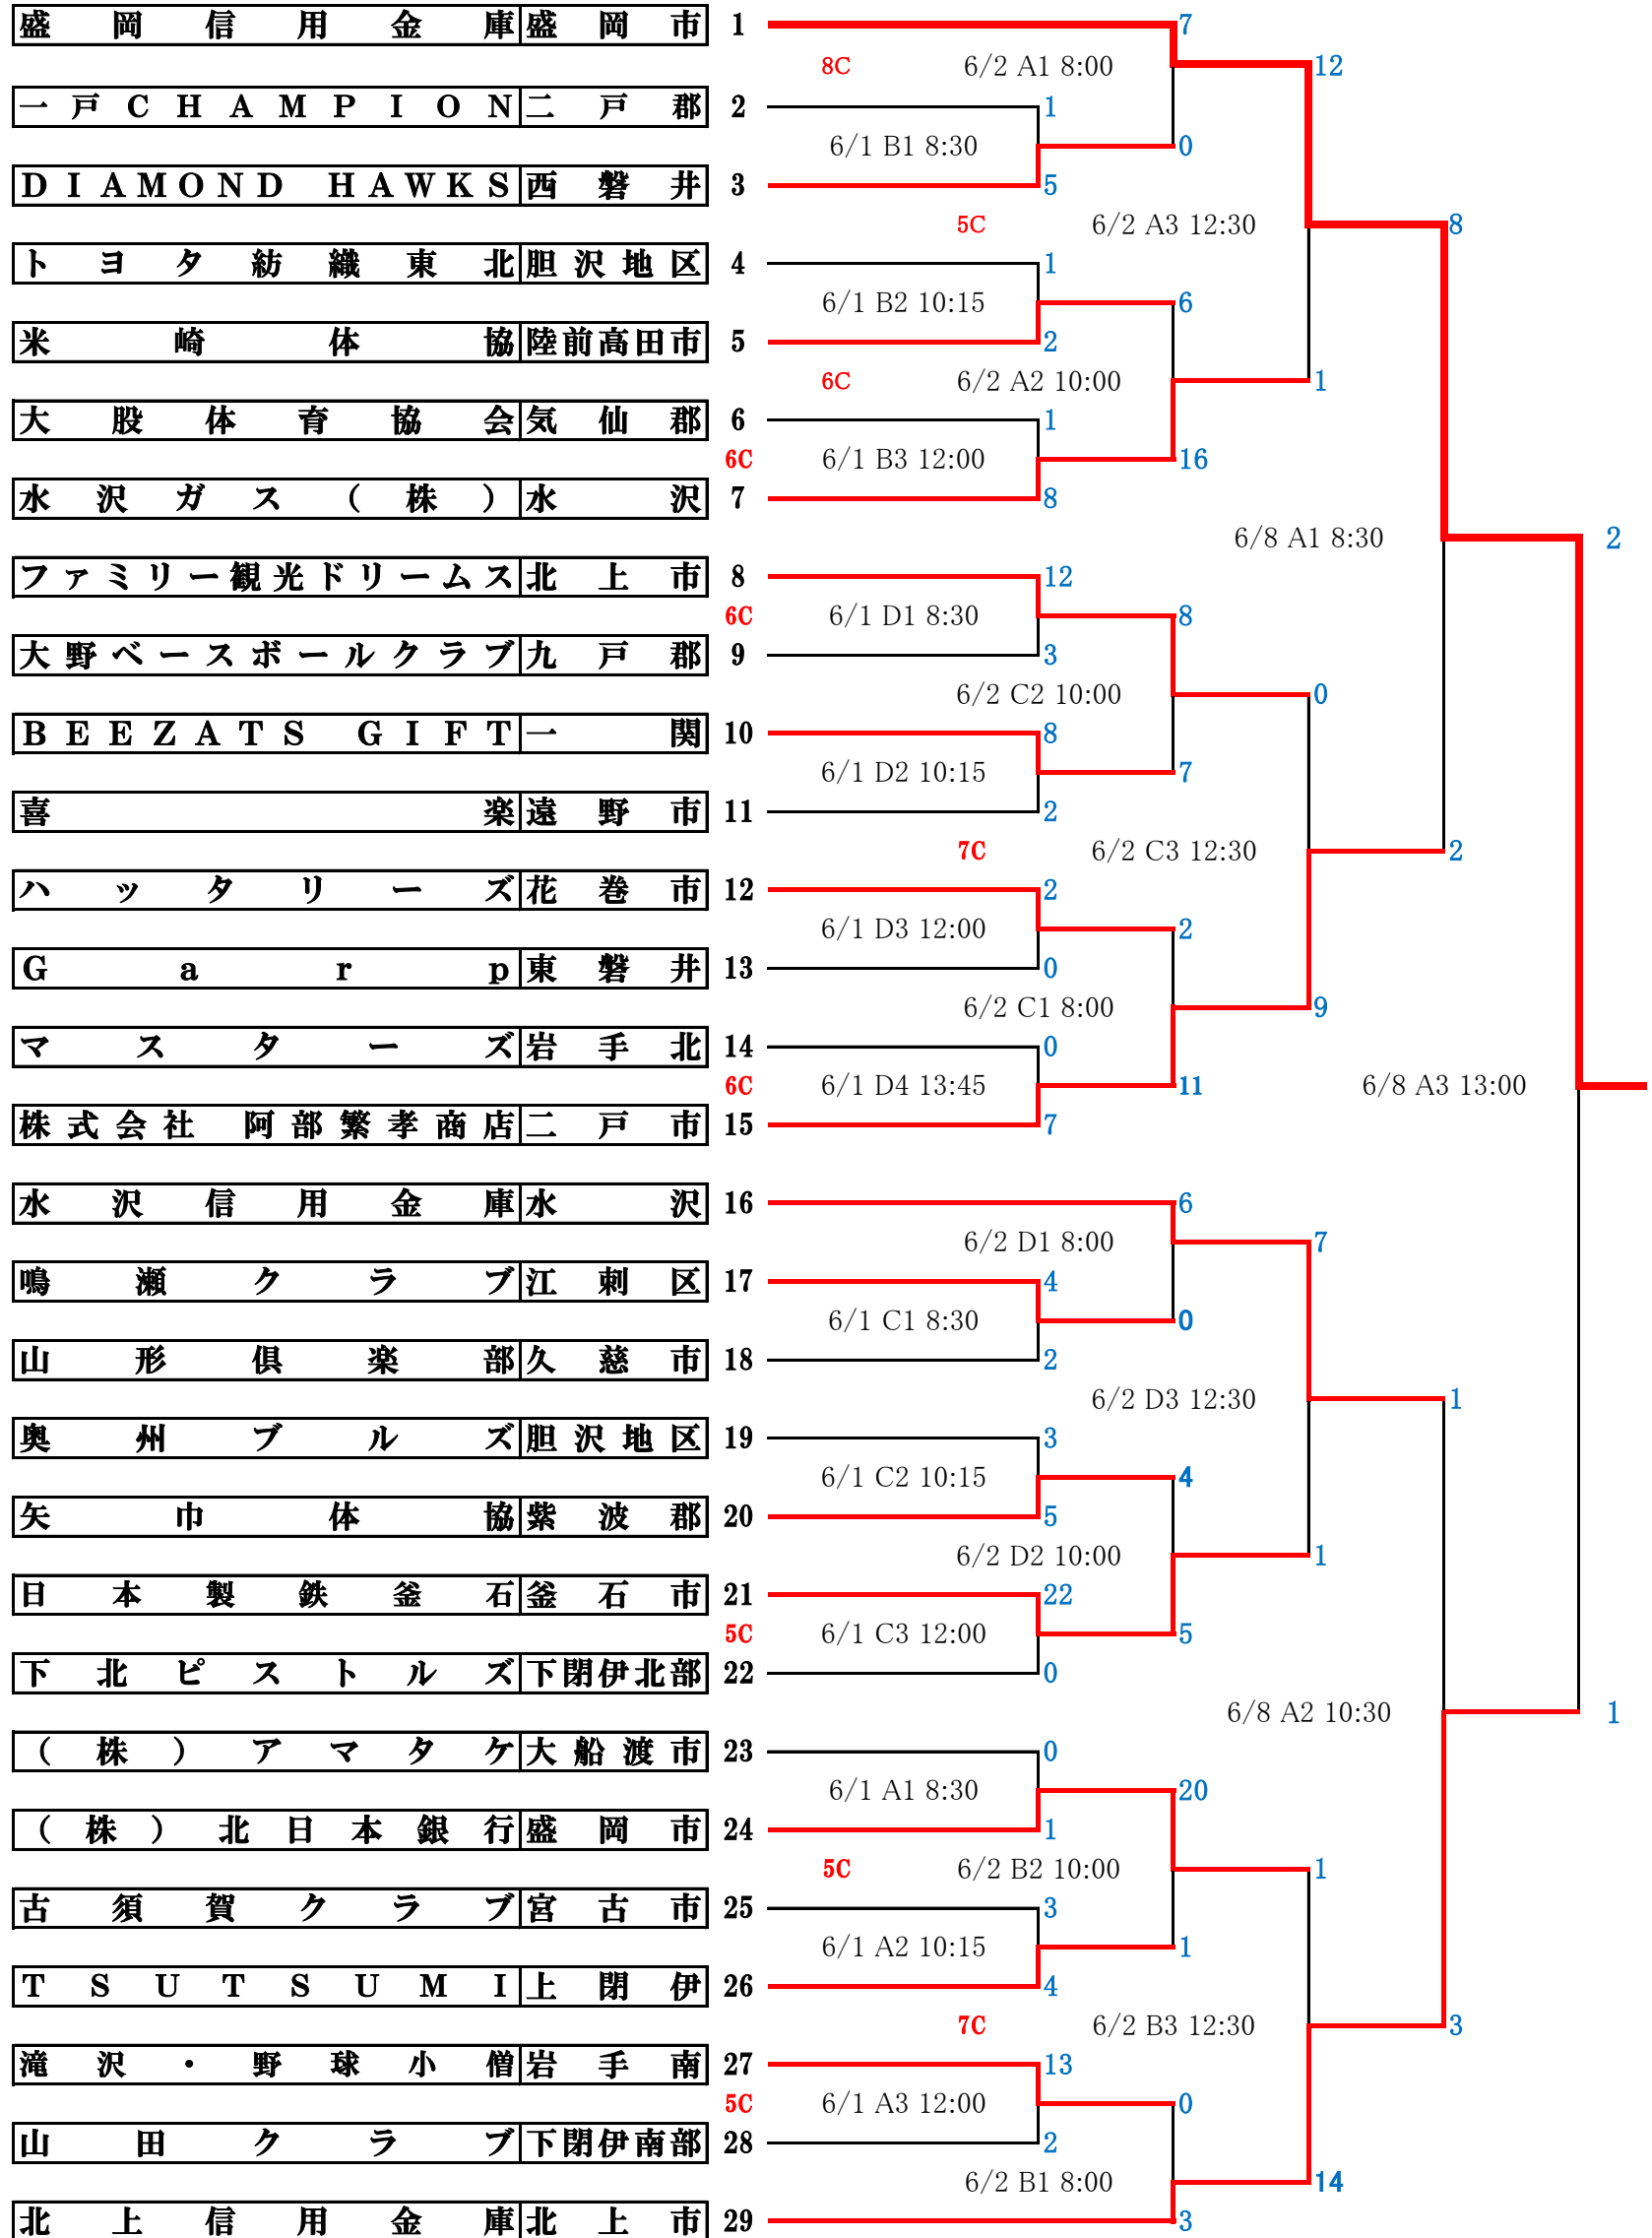 盛岡信用金庫 盛岡市 1 7
8C 6/2 A1 8:00 12
一戸CHAMPION 二戸郡 2 1
6/1 B1 8:30 0
DIAMOND HAWKS 西磐井 3 5
5C 6/2 A3 12:30 8
トヨタ紡織東北 胆沢地区 4 1
6/1 B2 10:15 6
米崎体協 陸前高田市 5 2
6C 6/2 A2 10:00 1
大股体育協会 気仙郡 6 1
6C 6/1 B3 12:00 16
水沢ガス(株) 水沢 7 8
6/8 A1 8:30 2
ファミリー観光ドリームス 北上市 8 12
6C 6/1 D1 8:30 8
大野ベースボールクラブ 九戸郡 9 3
6/2 C2 10:00 0
BEEZATS GIFT 一関 10 8
6/1 D2 10:15 7
喜楽 遠野市 11 2
7C 6/2 C3 12:30 2
ハッタリーズ 花巻市 12 2
6/1 D3 12:00 2
Garp 東磐井 13 0
6/2 C1 8:00 9
マスターズ 岩手北 14 0
6C 6/1 D4 13:45 11 6/8 A3 13:00
株式会社 阿部繁孝商店 二戸市 15 7
水沢信用金庫 水沢 16 6
6/2 D1 8:00 7
鳴瀬クラブ 江刺区 17 4
6/1 C1 8:30 0
山形倶楽部 久慈市 18 2
6/2 D3 12:30 1
奥州ブルズ 胆沢地区 19 3
6/1 C2 10:15 4
矢巾体協 紫波郡 20 5
6/2 D2 10:00 1
日本製鉄釜石 釜石市 21 22
5C 6/1 C3 12:00 5
下北ピストルズ 下閉伊北部 22 0
6/8 A2 10:30 1
(株)アマタケ 大船渡市 23 0
6/1 A1 8:30 20
(株)北日本銀行 盛岡市 24 1
5C 6/2 B2 10:00 1
古須賀クラブ 宮古市 25 3
6/1 A2 10:15 1
TSUTSUMI 上閉伊 26 4
7C 6/2 B3 12:30 3
滝沢・野球小僧 岩手南 27 13
5C 6/1 A3 12:00 0
山田クラブ 下閉伊南部 28 2
6/2 B1 8:00 14
北上信用金庫 北上市 29 3